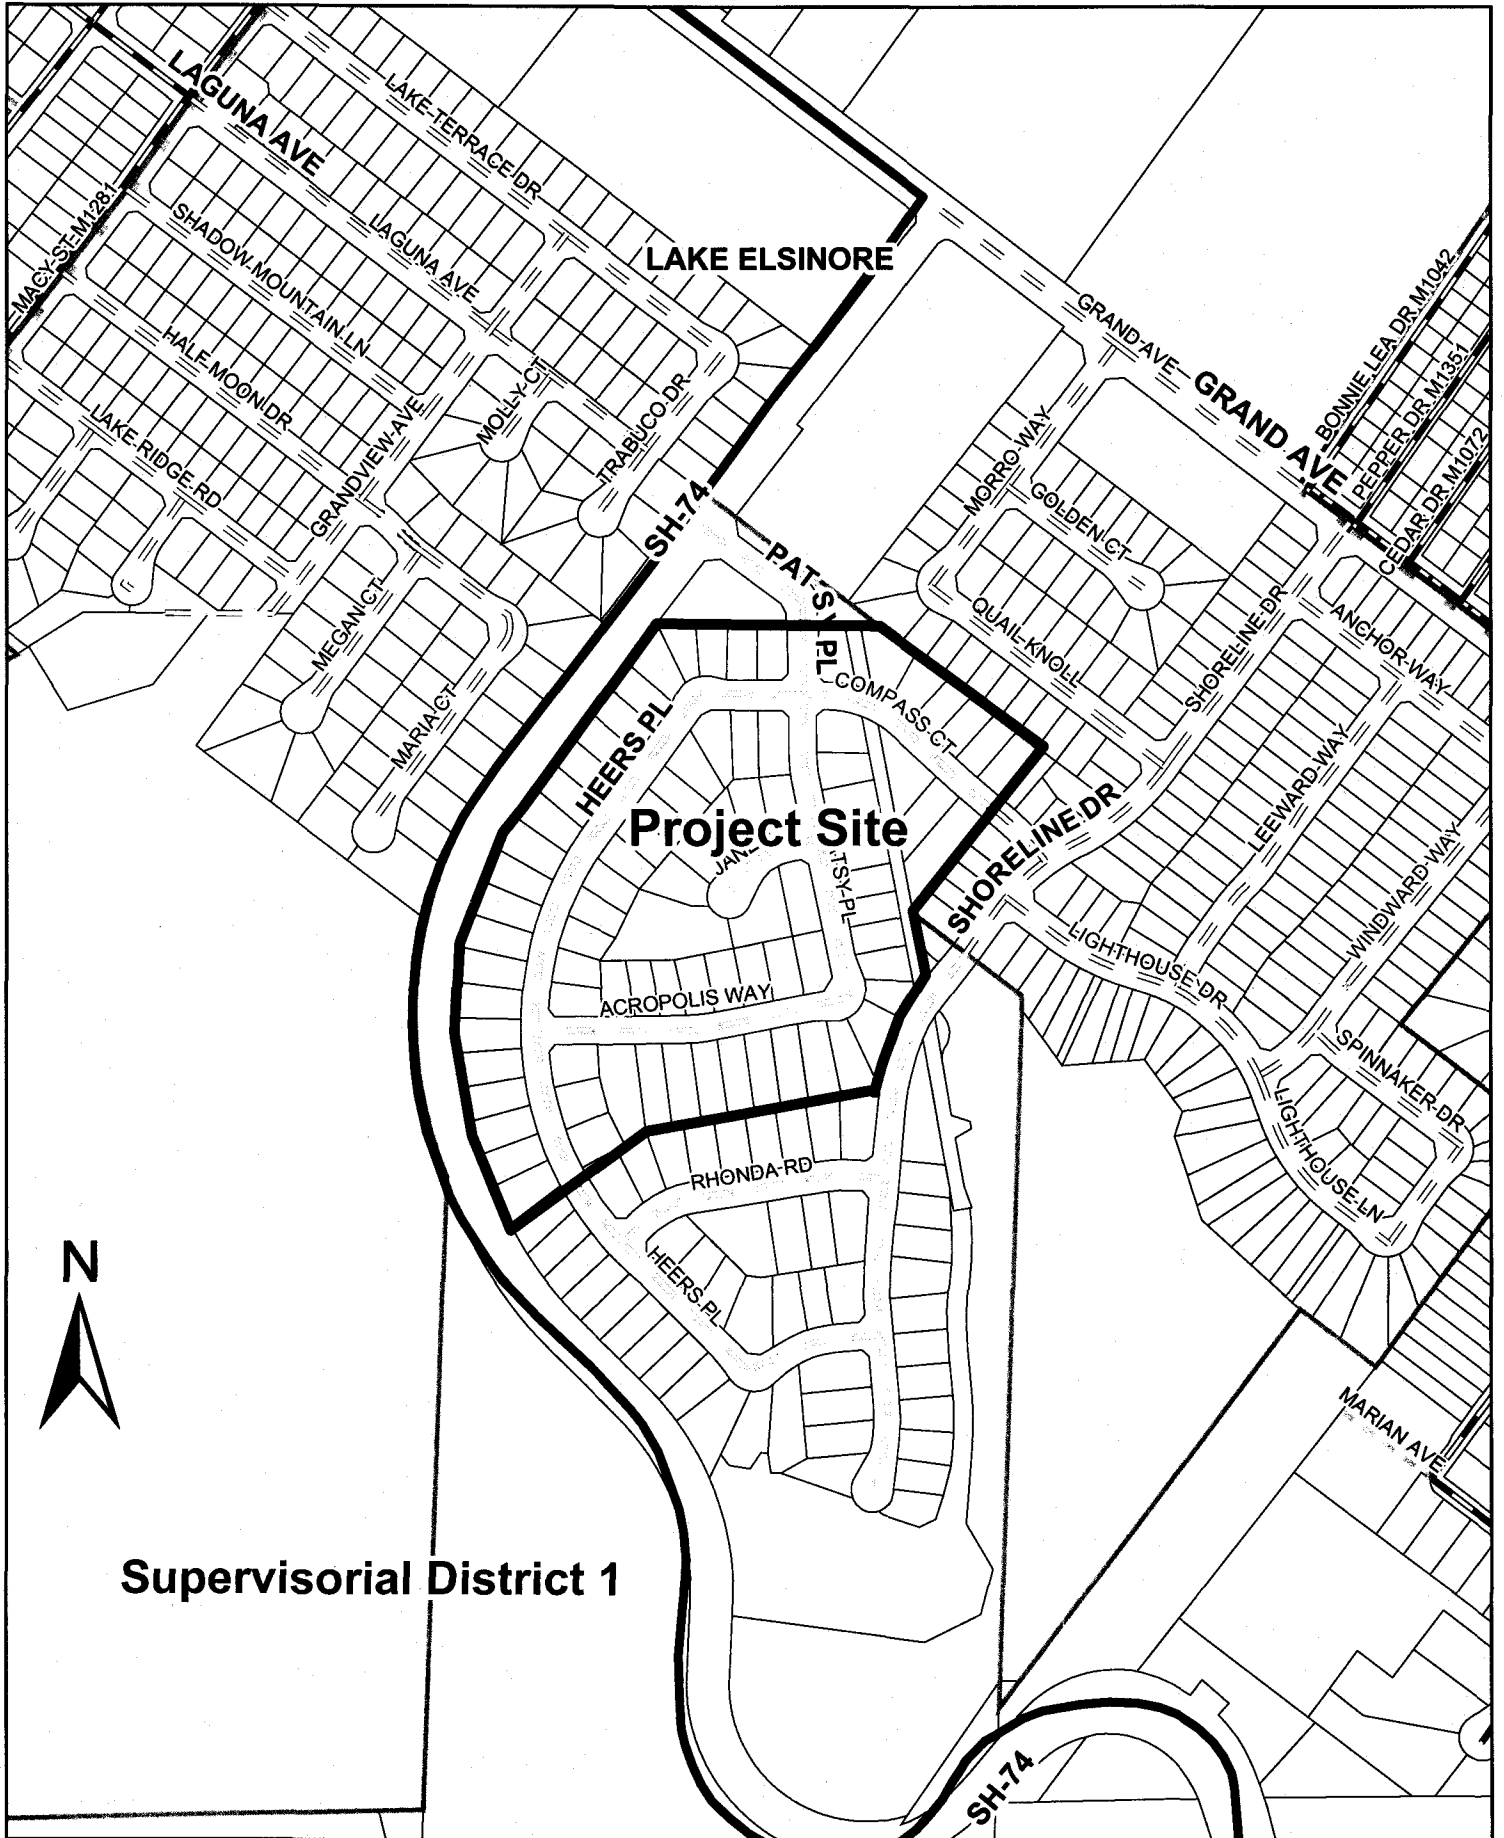 LAGUNA AVE
LAKE-TERRACE-DR
MACY-ST-M1281
SHADOW-MOUNTAIN-LN
LAGUNA AVE
LAKE ELSINORE
GRAND-AVE
BONNIE LEA DR M1042
PEPPER DR M1351
CEDAR DR M1072
GRAND AVE
HALF MOON-DR
MOLLY-CT
TRABUCO-DR
LAKE-RIDGE-RD
GRANDVIEW-AVE
MORRO-WAY
GOLDEN-CT
SH-74
QUAIL-KNOLL
SHORELINE-DR
ANCHOR-WAY
MEGAN-CT
MARIA-CT
PL
COMPASS-CT
HEERS PL
LEEWARD-WAY
Project Site
SHORELINE DR
WINDWARD-WAY
LIGHTHOUSE-DR
ACROPOLIS WAY
SPINNAKER-DR
LIGHTHOUSE-LN
RHONDA-RD
N
HEERS-PL
MARIAN AVE
Supervisorial District 1
SH-74